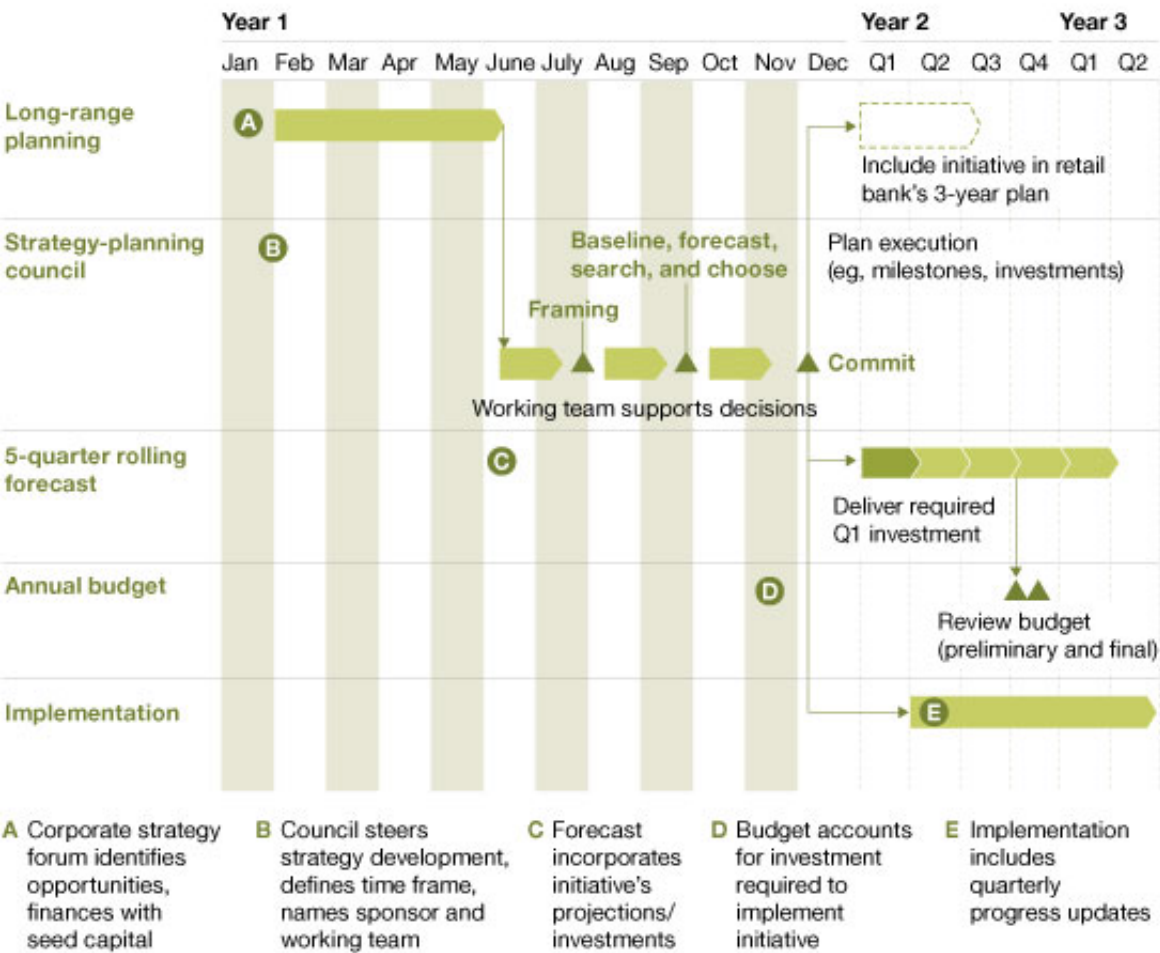 Year 1 Year 2 Year 3
Jan Feb Mar Apr May June July Aug Sep Oct Nov Dec Q1 Q2 Q3 Q4 Q1 Q2
Long-range
planning
A
Include initiative in retail
bank's 3-year plan
Strategy-planning
council
B
Baseline, forecast,
search, and choose
Plan execution
(eg, milestones, investments)
Framing
Commit
Working team supports decisions
5-quarter rolling
forecast
C
Deliver required
Q1 investment
Annual budget
D
Review budget
(preliminary and final)
Implementation
E
A Corporate strategy
forum identifies
opportunities,
finances with
seed capital
B Council steers
strategy development,
defines time frame,
names sponsor and
working team
C Forecast
incorporates
initiative's
projections/
investments
D Budget accounts
for investment
required to
implement
initiative
E Implementation
includes
quarterly
progress updates